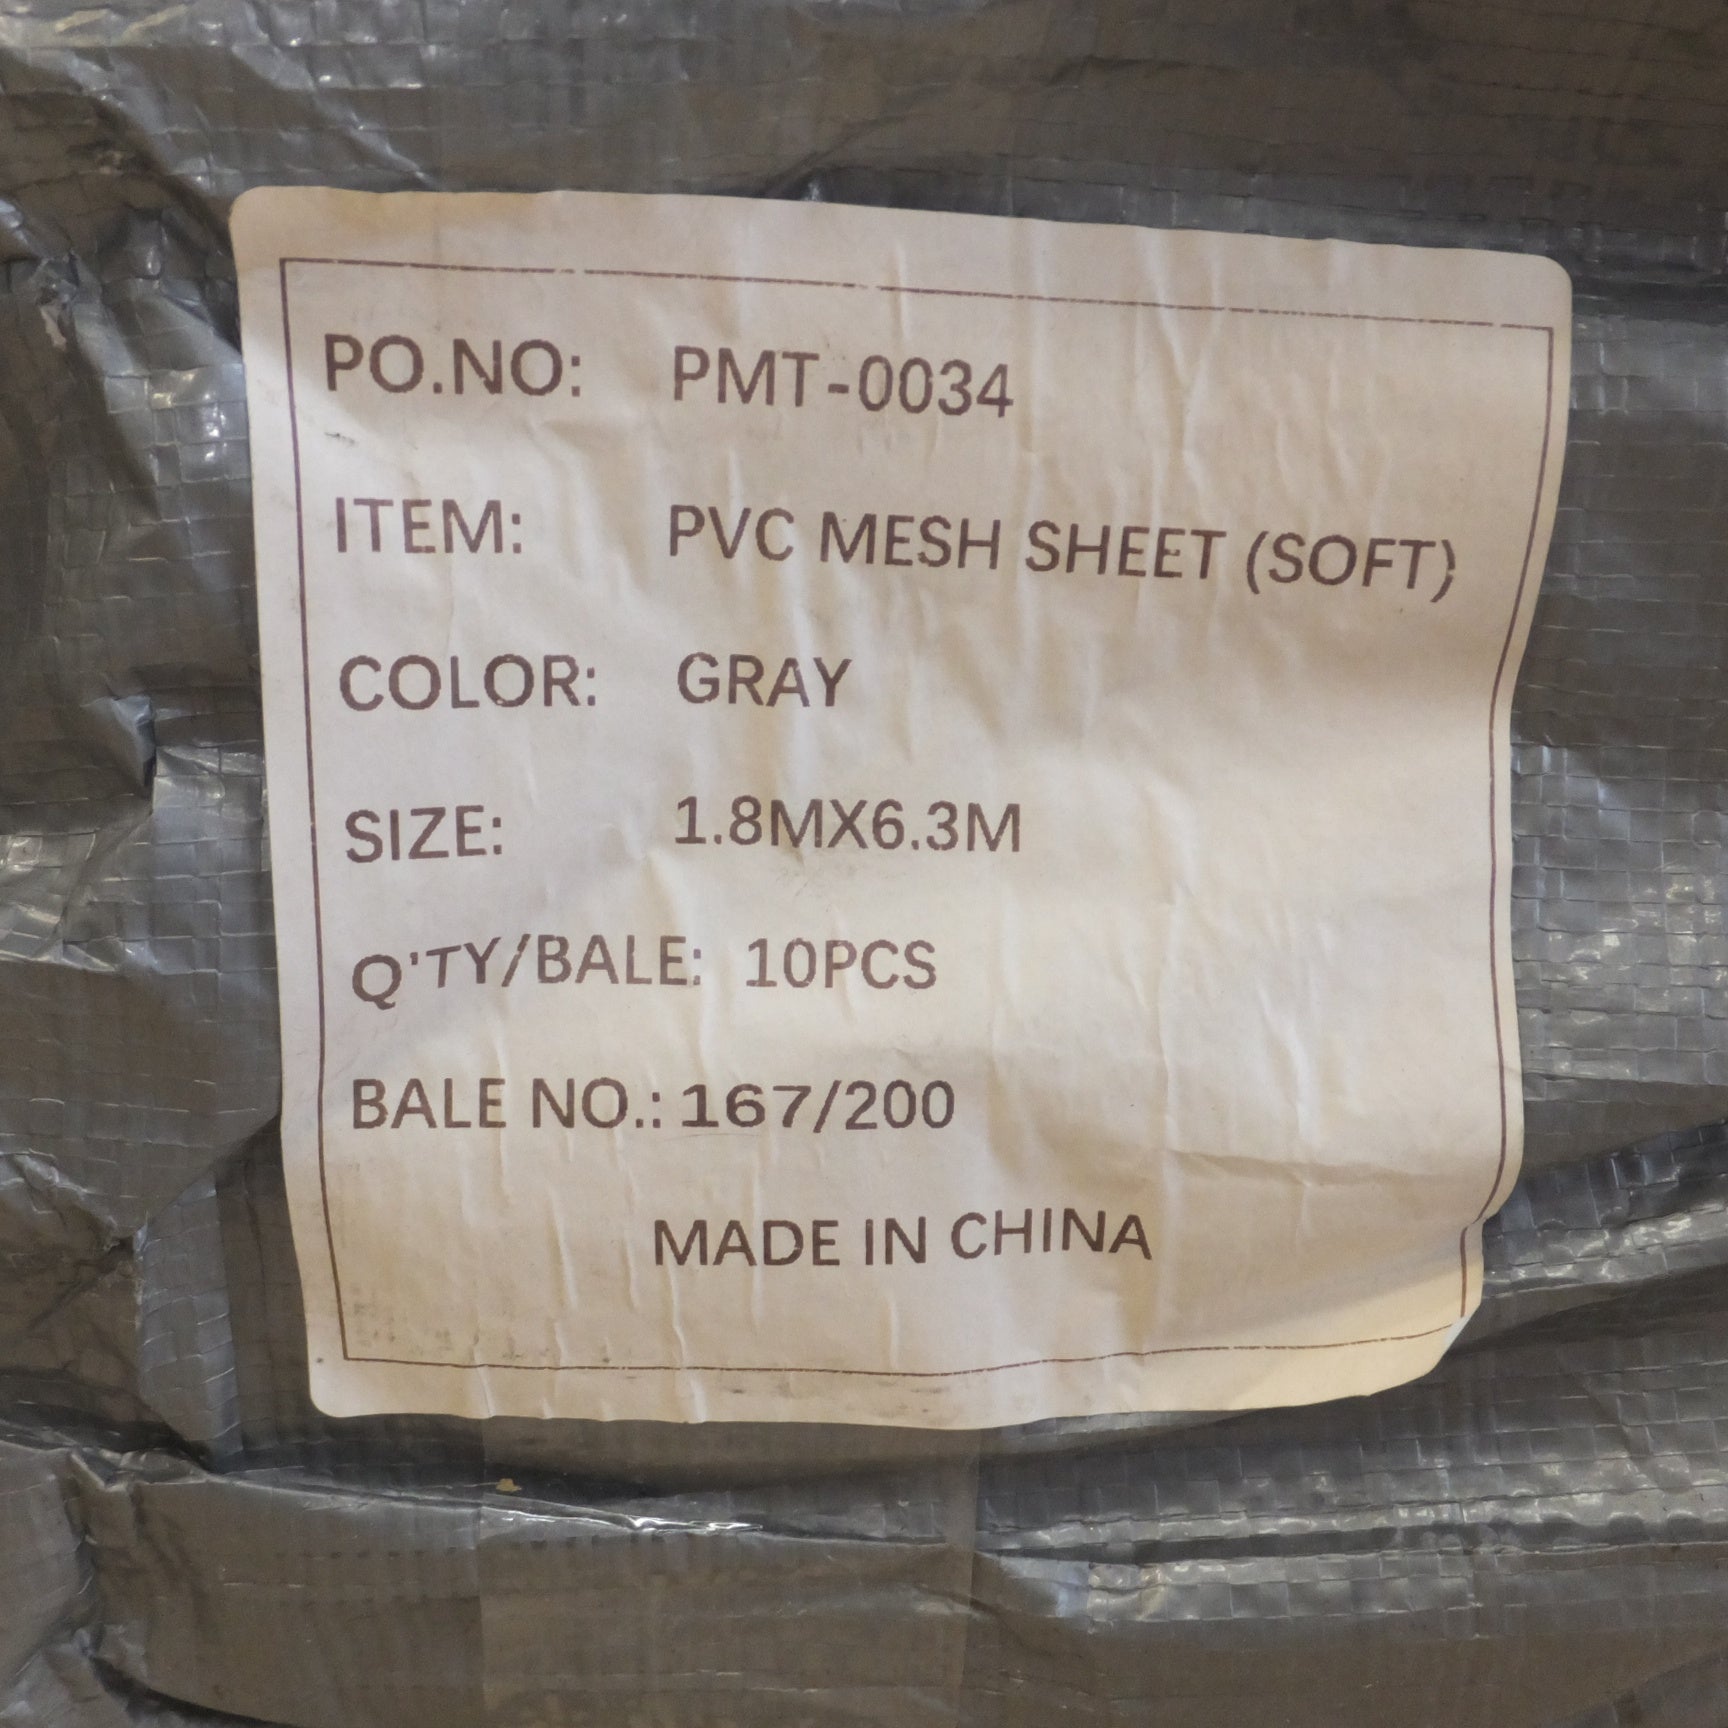 PO.NO: PMT-0034
ITEM: PVC MESH SHEET (SOFT)
COLOR: GRAY
SIZE: 1.8MX6.3M
Q'TY/BALE: 10PCS
BALE NO.: 167/200
MADE IN CHINA